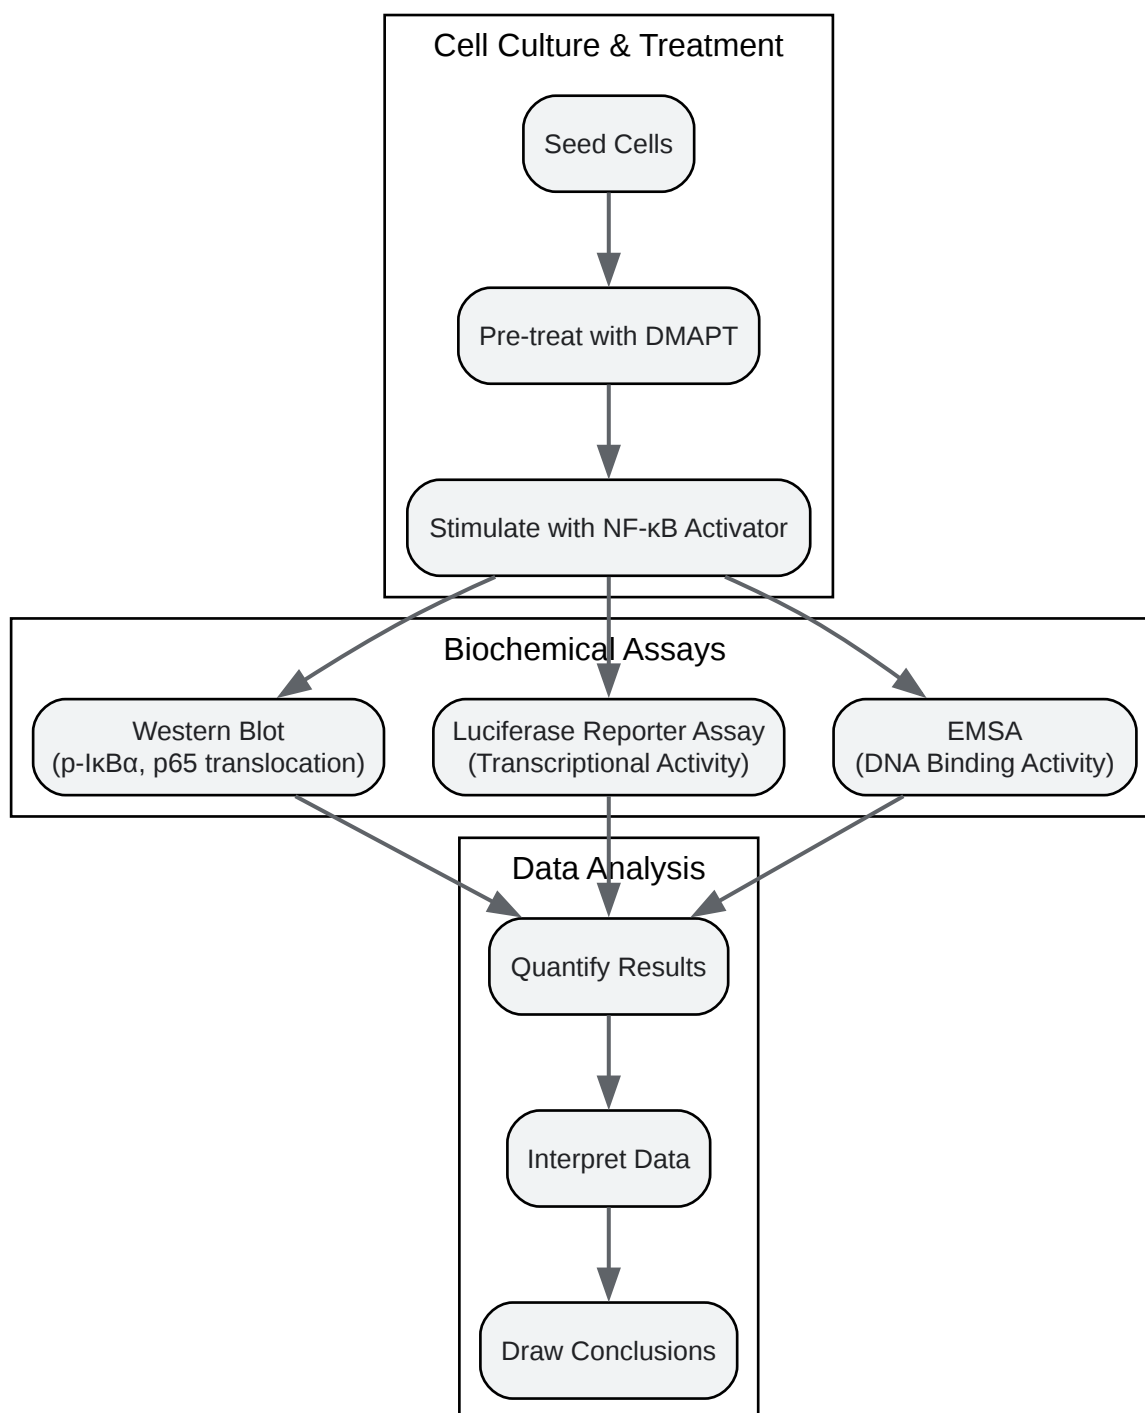 Cell Culture & Treatment
Seed Cells
Pre-treat with DMAPT
Stimulate with NF-κB Activator
Biochemical Assays
Western Blot
(p-IκBα, p65 translocation)
Luciferase Reporter Assay
(Transcriptional Activity)
EMSA
(DNA Binding Activity)
Data Analysis
Quantify Results
Interpret Data
Draw Conclusions